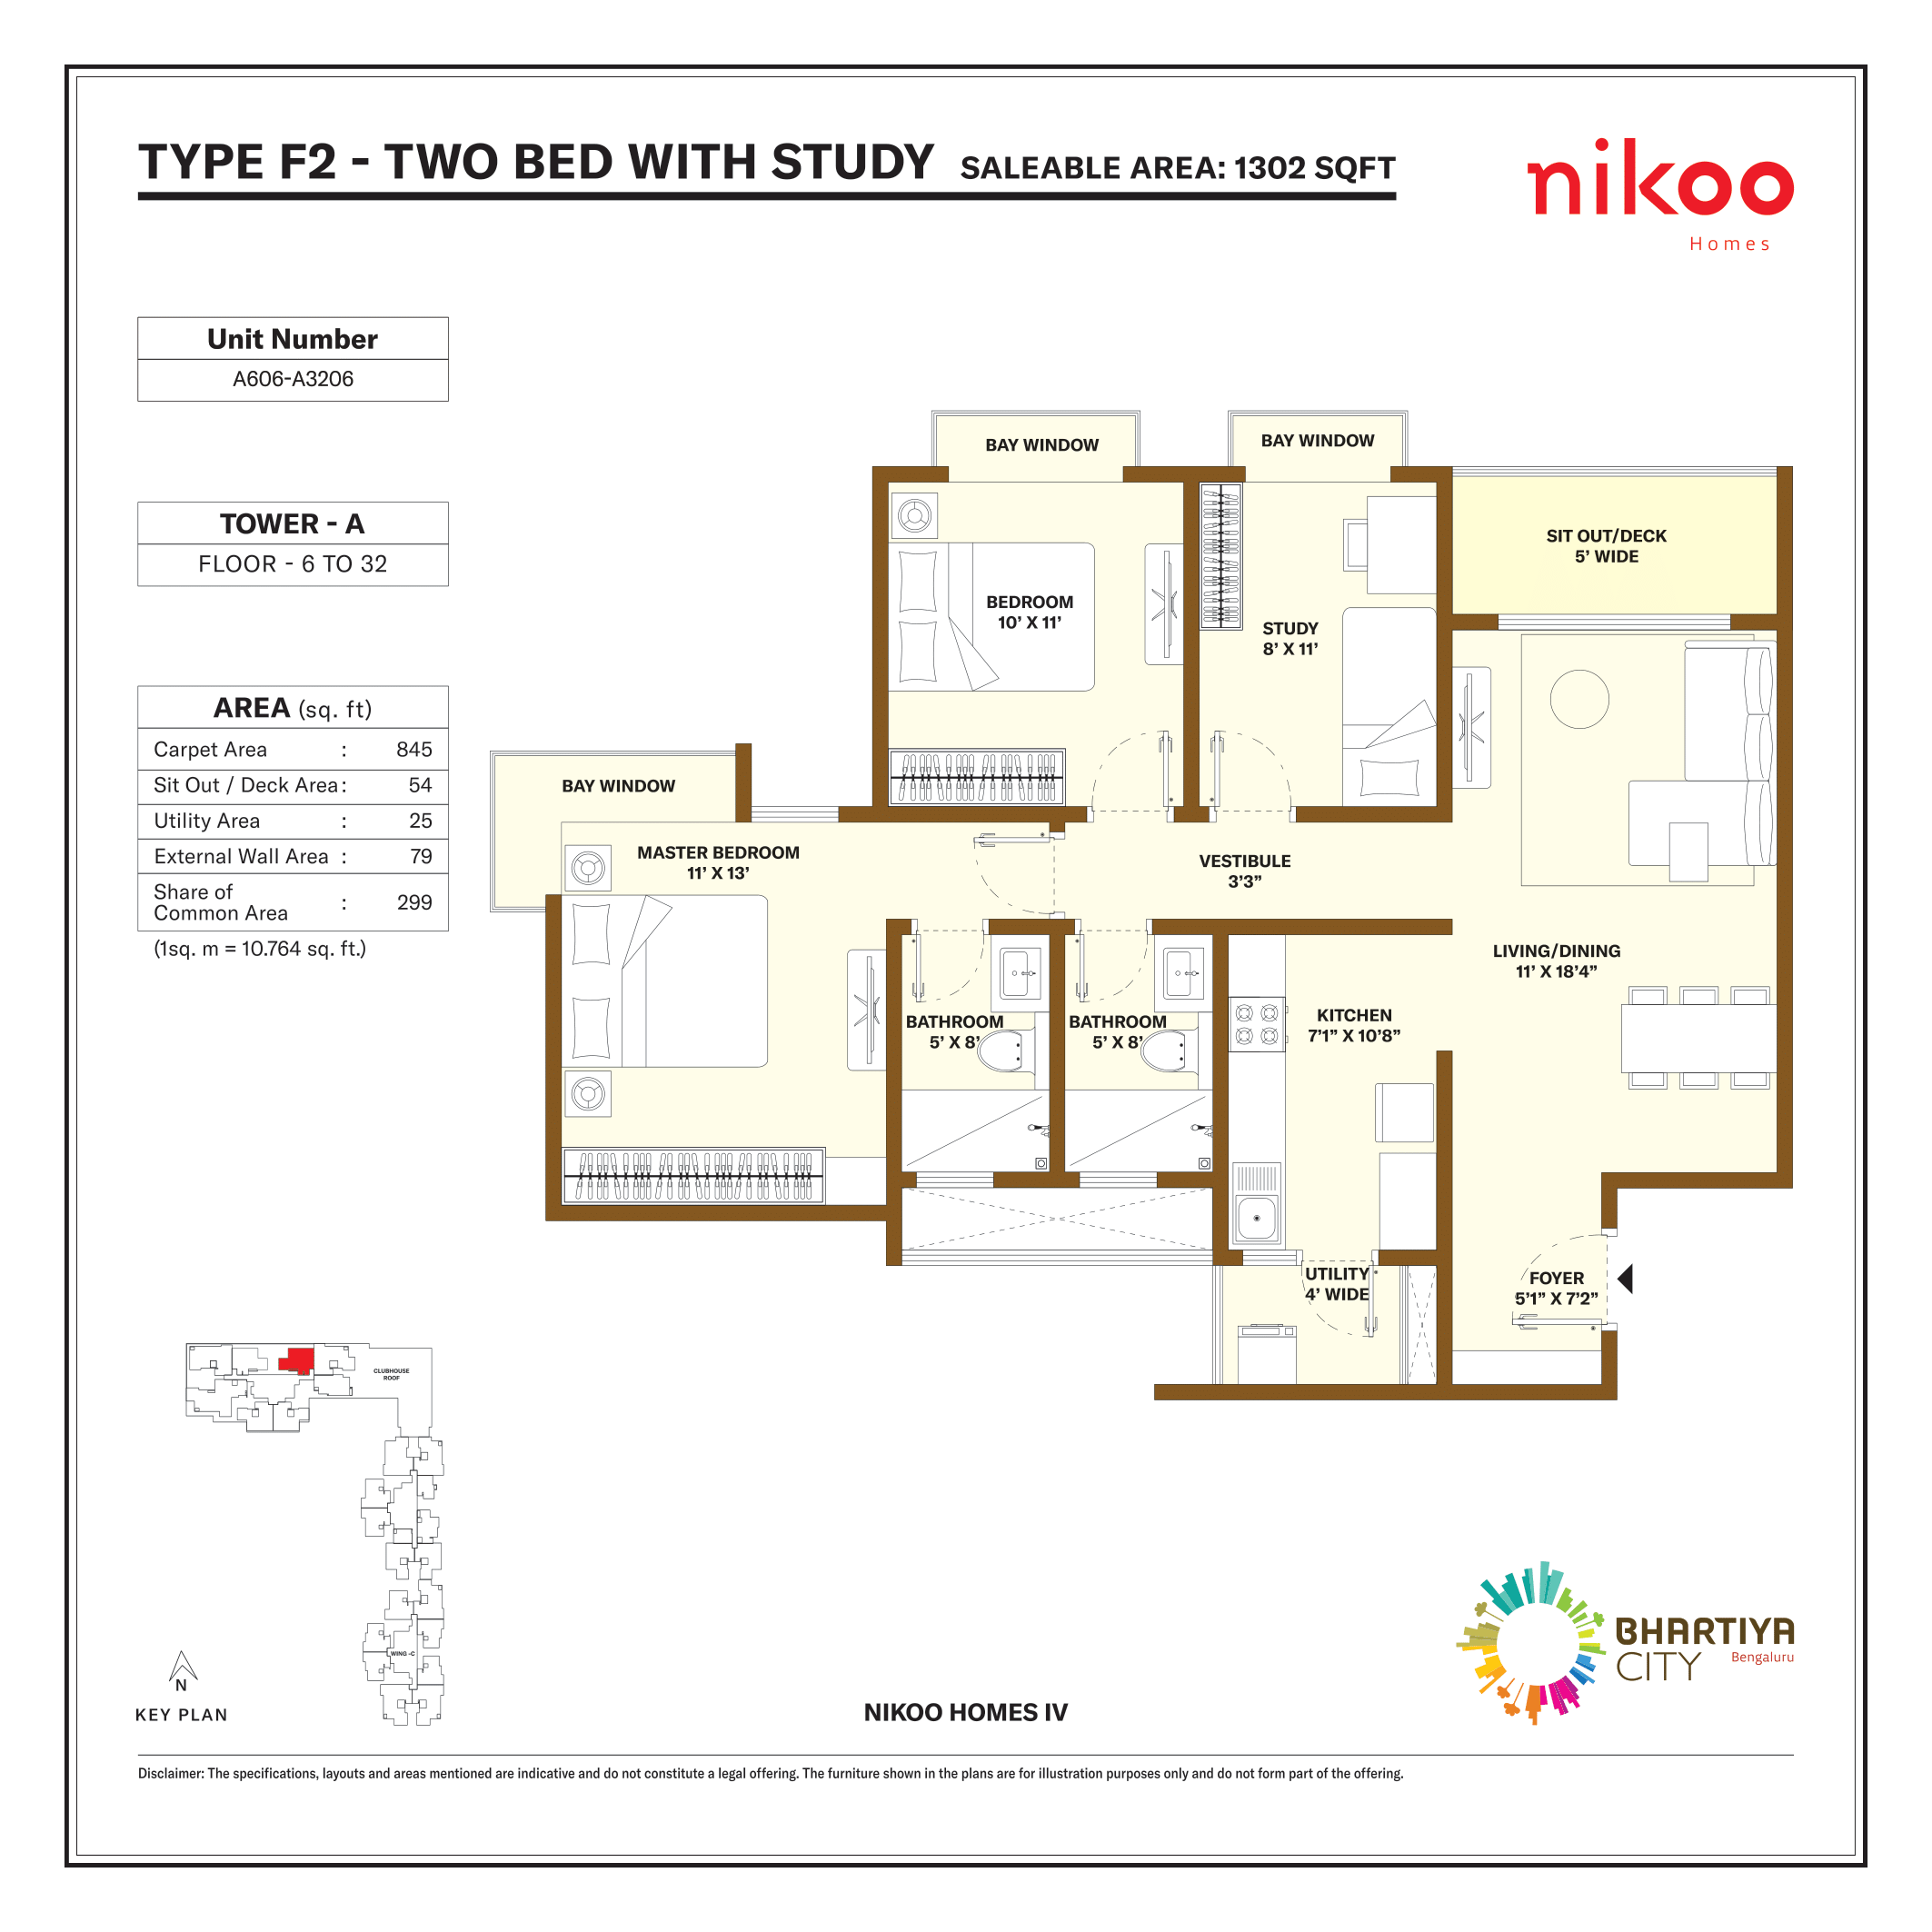 TYPE F2 - TWO BED WITH STUDY SALEABLE AREA: 1302 SQFT
nikoo
Homes
Unit Number
A606-A3206
TOWER - A
FLOOR - 6 TO 32
AREA (sq. ft)
Carpet Area : 845
Sit Out / Deck Area : 54
Utility Area : 25
External Wall Area : 79
Share of
Common Area : 299
(1sq. m = 10.764 sq. ft.)
BAY WINDOW
BAY WINDOW
SIT OUT/DECK
5’ WIDE
BEDROOM
10’ X 11’
STUDY
8’ X 11’
BAY WINDOW
MASTER BEDROOM
11’ X 13’
VESTIBULE
3’3”
LIVING/DINING
11’ X 18’4”
BATHROOM
5’ X 8’
BATHROOM
5’ X 8’
KITCHEN
7’1” X 10’8”
UTILITY
4’ WIDE
FOYER
5’1” X 7’2”
CLUBHOUSE
ROOF
WING -C
N
KEY PLAN
NIKOO HOMES IV
BHARTIYA
CITY Bengaluru
Disclaimer: The specifications, layouts and areas mentioned are indicative and do not constitute a legal offering. The furniture shown in the plans are for illustration purposes only and do not form part of the offering.